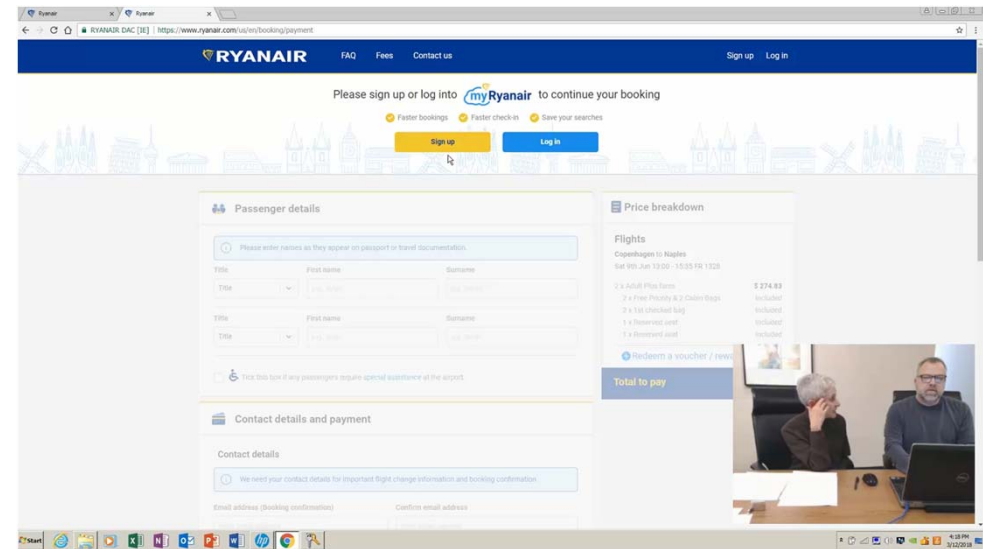 Ryanair
Ryanair
RYANAIR DAC [IE] | https://www.ryanair.com/us/en/booking/payment
RYANAIR FAQ Fees Contact us Sign up Log in
Please sign up or log into myRyanair to continue your booking
Faster bookings Faster check-in Save your searches
Sign up Log in
Passenger details
Please enter names as they appear on passport or travel documentation.
Title First name Surname
Title
Title First name Surname
Title
Tick this box if any passengers require special assistance at the airport.
Contact details and payment
Contact details
We need your contact details for important flight change information and booking confirmation.
Email address (Booking confirmation) Confirm email address
Price breakdown
Flights
Copenhagen to Naples
Sat 9th Jun 13:00 - 15:35 FR 1328
2 x Adult Plus fares $ 274.83
2 x Free Priority & 2 Cabin Bags Included
2 x 1st checked bag Included
1 x Reserved seat Included
1 x Reserved seat Included
Redeem a voucher /
Total to pay
Start
4:18 PM
3/12/2018